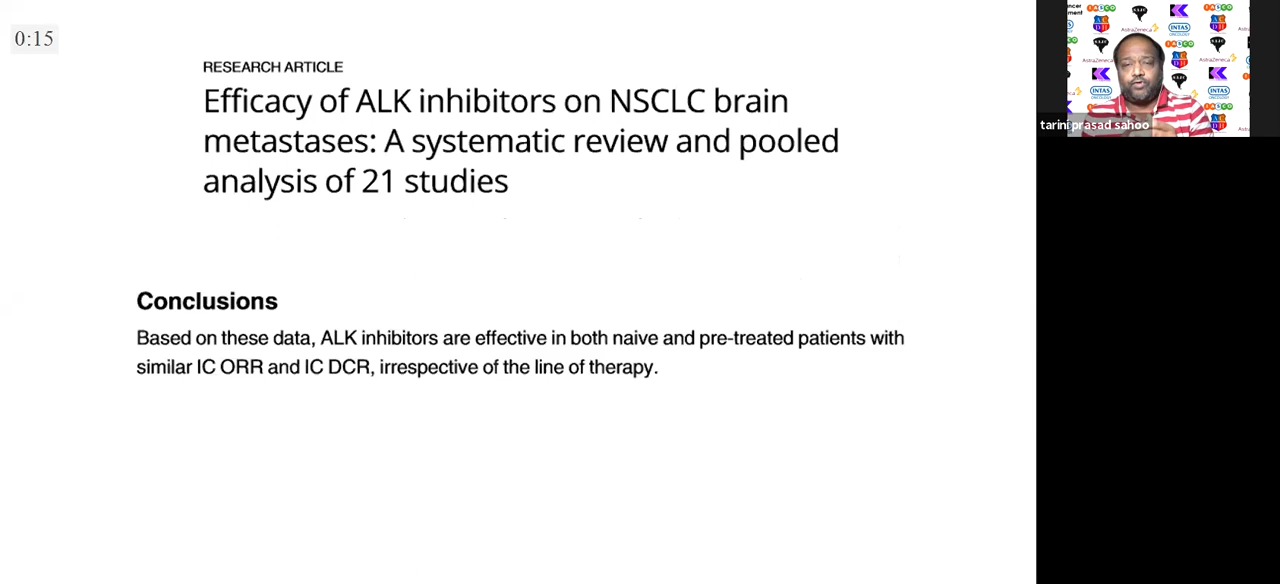 0:15
RESEARCH ARTICLE
Efficacy of ALK inhibitors on NSCLC brain
metastases: A systematic review and pooled
analysis of 21 studies
Conclusions
Based on these data, ALK inhibitors are effective in both naive and pre-treated patients with
similar IC ORR and IC DCR, irrespective of the line of therapy.
tarini prasad sahoo
AstraZeneca
INTAS